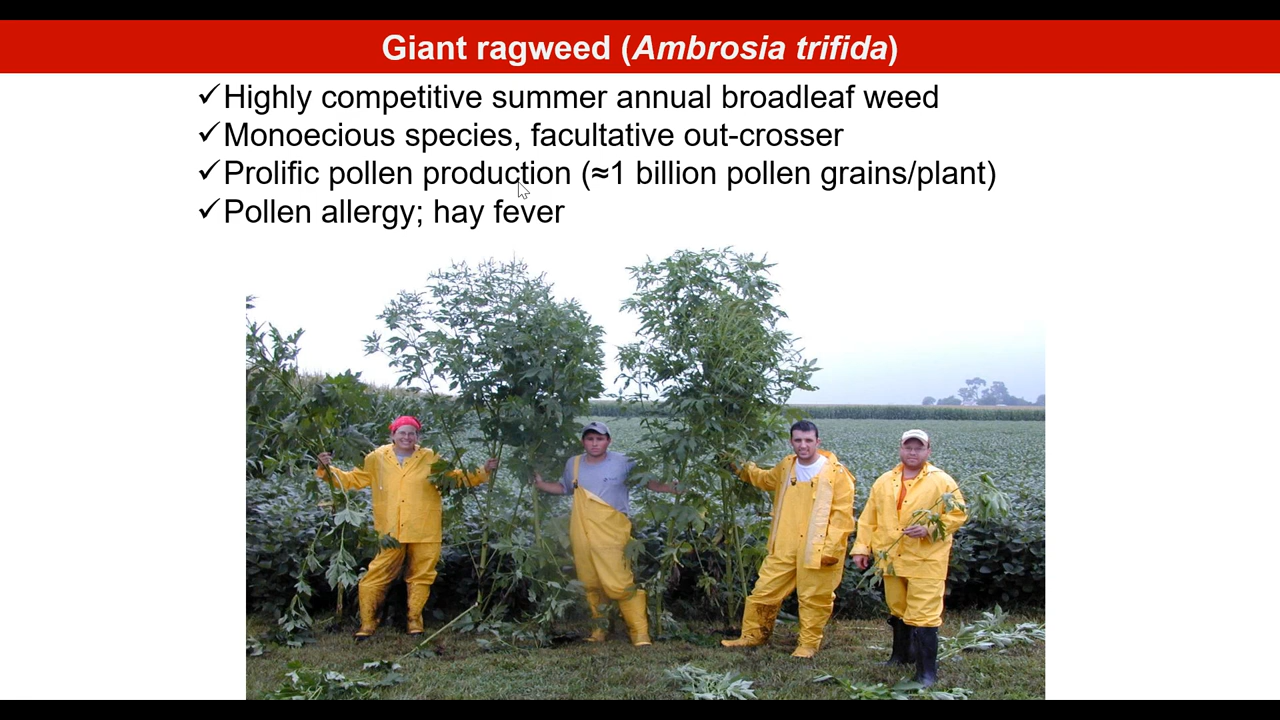 Giant ragweed (Ambrosia trifida)
✓Highly competitive summer annual broadleaf weed
✓Monoecious species, facultative out-crosser
✓Prolific pollen production (≈1 billion pollen grains/plant)
✓Pollen allergy; hay fever